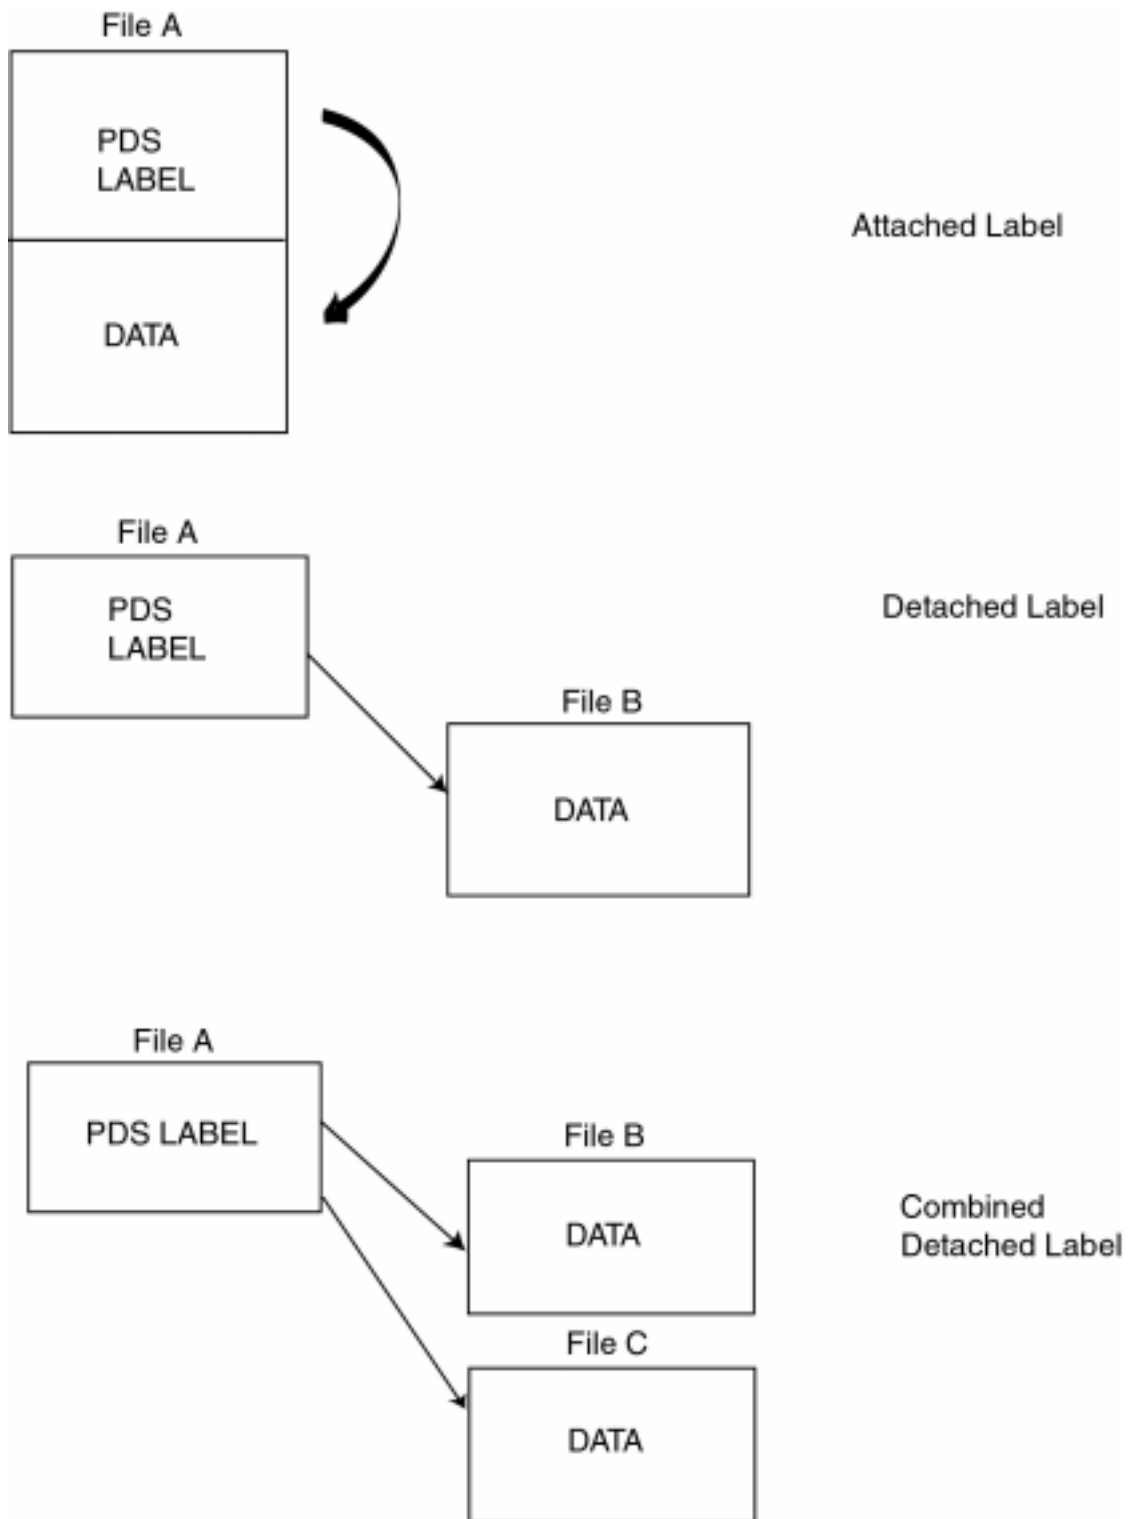 File A
PDS
LABEL
Attached Label
DATA
File A
PDS
LABEL
Detached Label
File B
DATA
File A
PDS LABEL
File B
DATA
Combined
Detached Label
File C
DATA